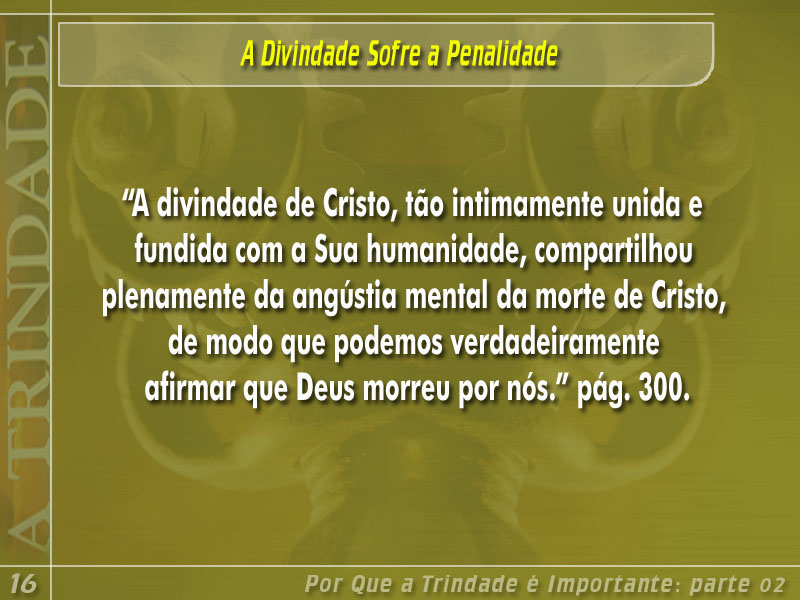 A TRINDADE
A Divindade Sofre a Penalidade
“A divindade de Cristo, tão intimamente unida e
fundida com a Sua humanidade, compartilhou
plenamente da angústia mental da morte de Cristo,
de modo que podemos verdadeiramente
afirmar que Deus morreu por nós.” pág. 300.
16
Por Que a Trindade é Importante: parte 02